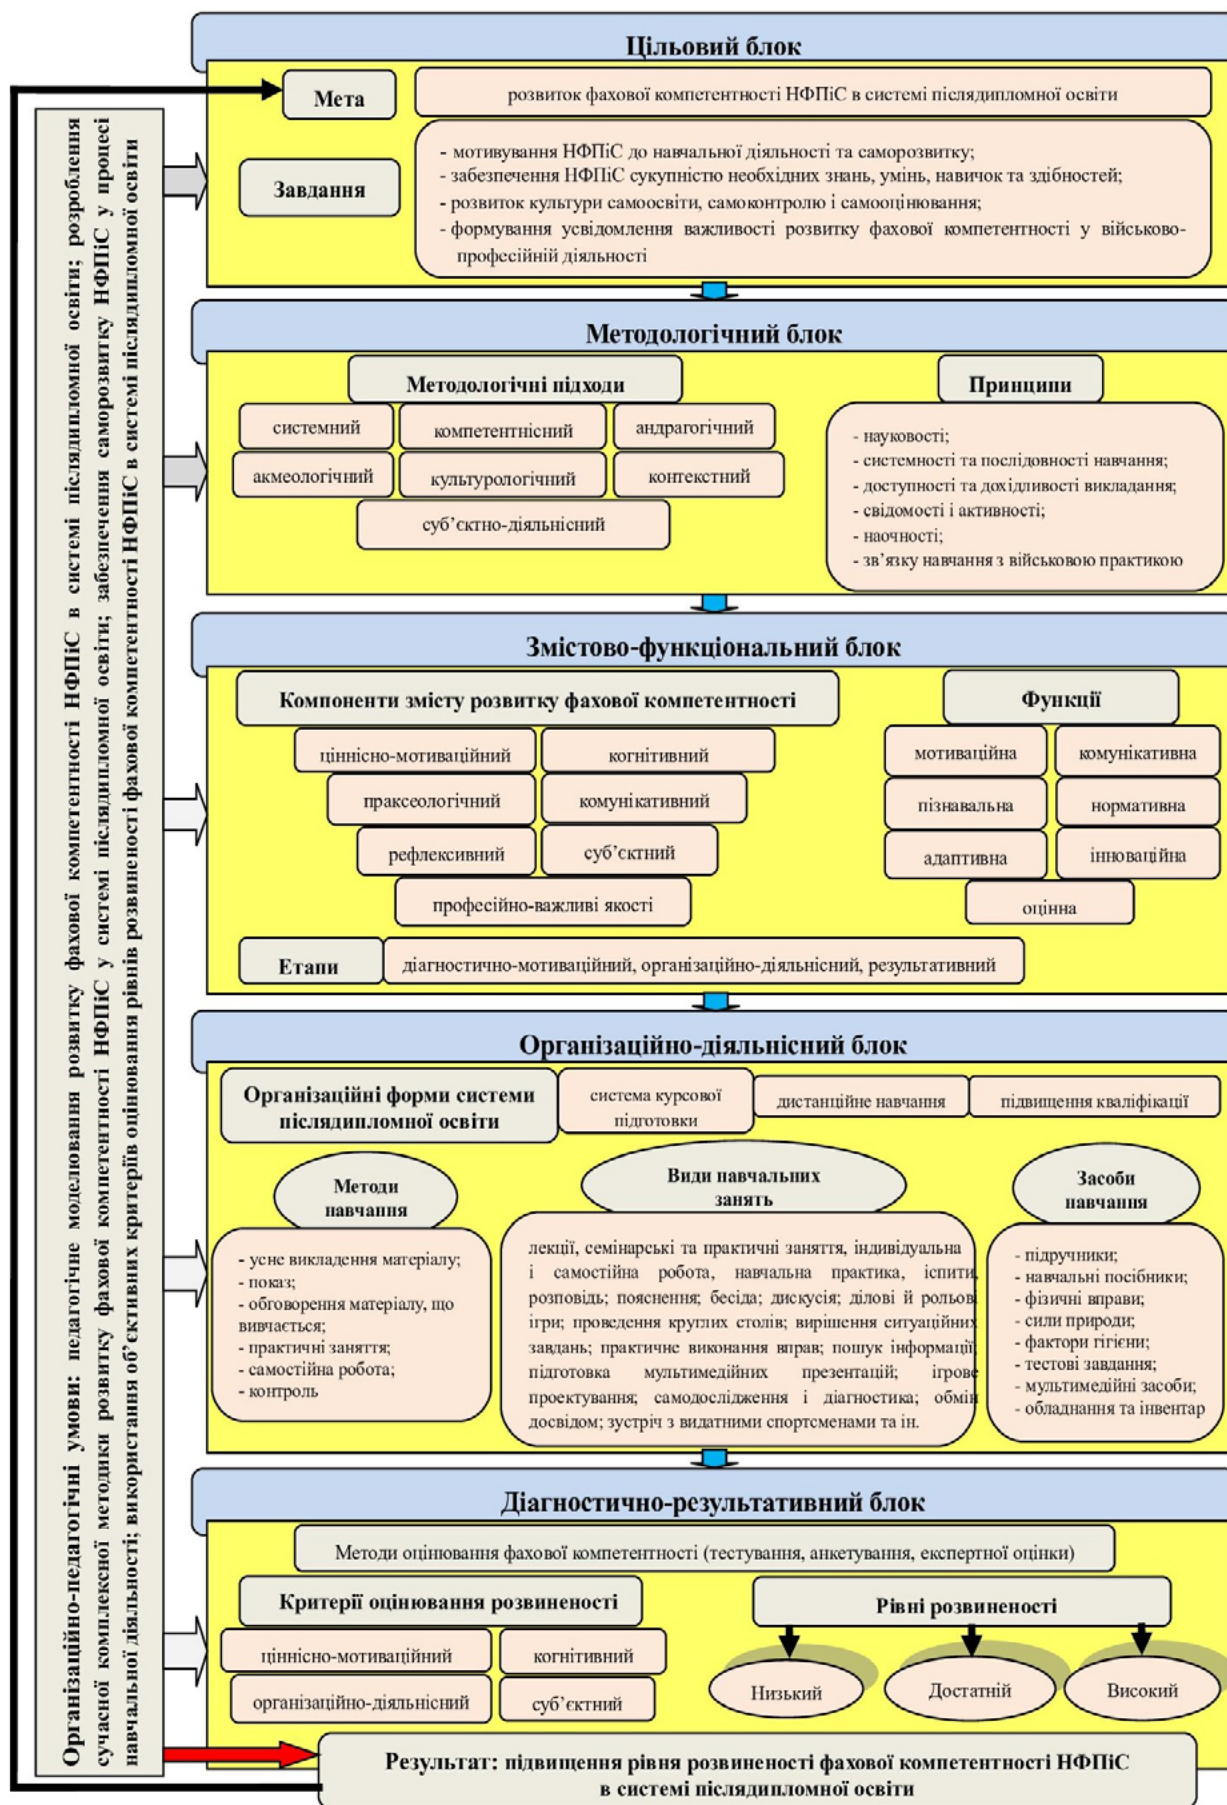 Організаційно-педагогічні умови: педагогічне моделювання розвитку фахової компетентності НФПіС в системі післядипломної освіти; розроблення
сучасної комплексної методики розвитку фахової компетентності НФПіС у системі післядипломної освіти; забезпечення саморозвитку НФПіС у процесі
навчальної діяльності; використання об’єктивних критеріїв оцінювання рівнів розвиненості фахової компетентності НФПіС в системі післядипломної освіти
Цільовий блок
Мета
розвиток фахової компетентності НФПіС в системі післядипломної освіти
Завдання
- мотивування НФПіС до навчальної діяльності та саморозвитку;
- забезпечення НФПіС сукупністю необхідних знань, умінь, навичок та здібностей;
- розвиток культури самоосвіти, самоконтролю і самооцінювання;
- формування усвідомлення важливості розвитку фахової компетентності у військово-
професійній діяльності
Методологічний блок
Методологічні підходи
системний
компетентнісний
андрагогічний
акмеологічний
культурологічний
контекстний
суб’єктно-діяльнісний
Принципи
- науковості;
- системності та послідовності навчання;
- доступності та дохідливості викладання;
- свідомості і активності;
- наочності;
- зв’язку навчання з військовою практикою
Змістово-функціональний блок
Компоненти змісту розвитку фахової компетентності
ціннісно-мотиваційний
когнітивний
праксеологічний
комунікативний
рефлексивний
суб’єктний
професійно-важливі якості
Функції
мотиваційна
комунікативна
пізнавальна
нормативна
адаптивна
інноваційна
оцінна
Етапи
діагностично-мотиваційний, організаційно-діяльнісний, результативний
Організаційно-діяльнісний блок
Організаційні форми системи
післядипломної освіти
система курсової
підготовки
дистанційне навчання
підвищення кваліфікації
Методи
навчання
- усне викладення матеріалу;
- показ;
- обговорення матеріалу, що
вивчається;
- практичні заняття;
- самостійна робота;
- контроль
Види навчальних
занять
лекції, семінарські та практичні заняття, індивідуальна
і самостійна робота, навчальна практика, іспити,
розповідь; пояснення; бесіда; дискусія; ділові й рольові
ігри; проведення круглих столів; вирішення ситуаційних
завдань; практичне виконання вправ; пошук інформації;
підготовка мультимедійних презентацій; ігрове
проектування; самодослідження і діагностика; обмін
досвідом; зустріч з видатними спортсменами та ін.
Засоби
навчання
- підручники;
- навчальні посібники;
- фізичні вправи;
- сили природи;
- фактори гігієни;
- тестові завдання;
- мультимедійні засоби;
- обладнання та інвентар
Діагностично-результативний блок
Методи оцінювання фахової компетентності (тестування, анкетування, експертної оцінки)
Критерії оцінювання розвиненості
ціннісно-мотиваційний
когнітивний
організаційно-діяльнісний
суб’єктний
Рівні розвиненості
Низький
Достатній
Високий
Результат: підвищення рівня розвиненості фахової компетентності НФПіС
в системі післядипломної освіти